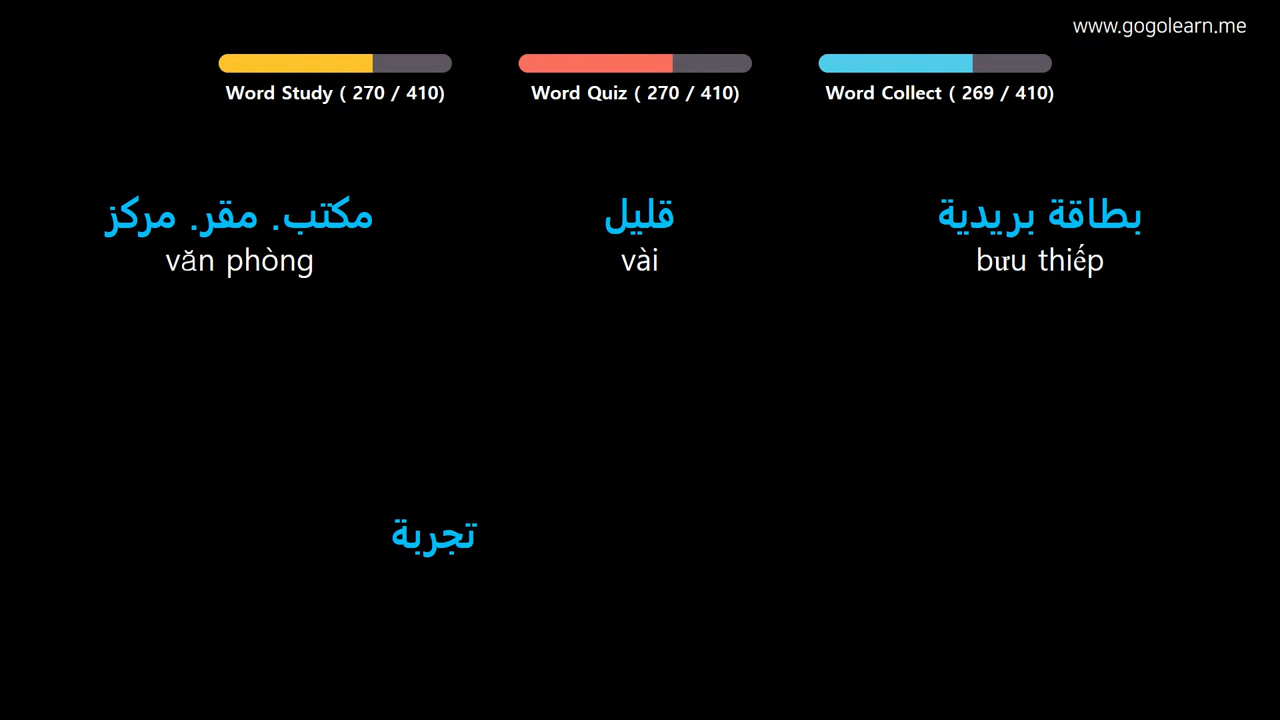 www.gogolearn.me
Word Study ( 270 / 410)
Word Quiz ( 270 / 410)
Word Collect ( 269 / 410)
مكتب. مقر. مركز
văn phòng
قليل
vài
بطاقة بريدية
bưu thiếp
تجربة